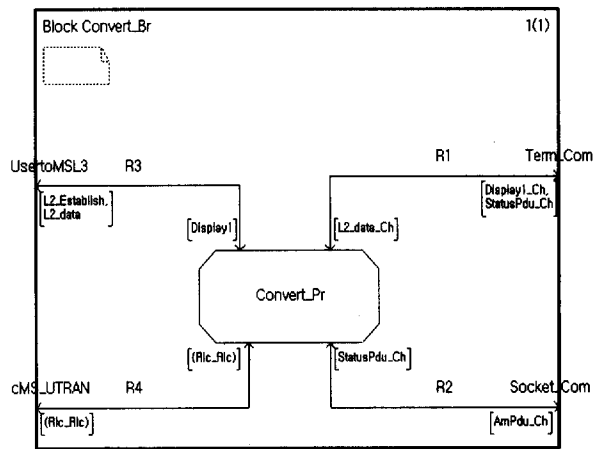 Block Convert_Br 1(1)
UsertoMSL3 R3 R1 Term_Com
[L2_Establish,
L2_data]
[Display1_Ch,
StatusPdu_Ch]
[Display1] [L2_data_Ch]
Convert_Pr
[(Rlc_Rlc)] [StatusPdu_Ch]
cMS_UTRAN R4 R2 Socket_Com
[(Rlc_Rlc)] [AmPdu_Ch]